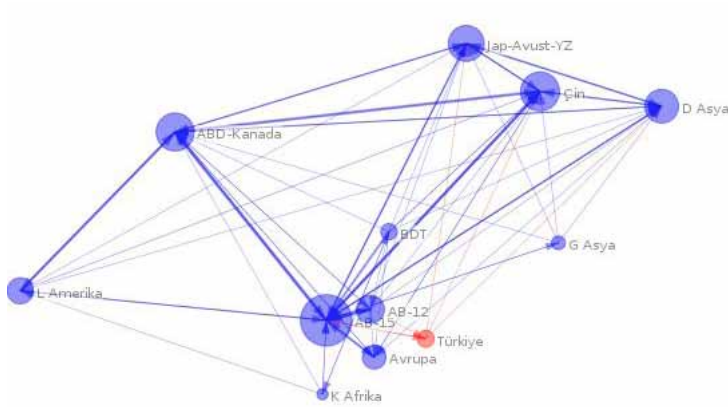 Jap-Avust-YZ
Çin
D Asya
ABD-Kanada
BDT
G Asya
L Amerika
AB-12
AB-15
Türkiye
Avrupa
K Afrika